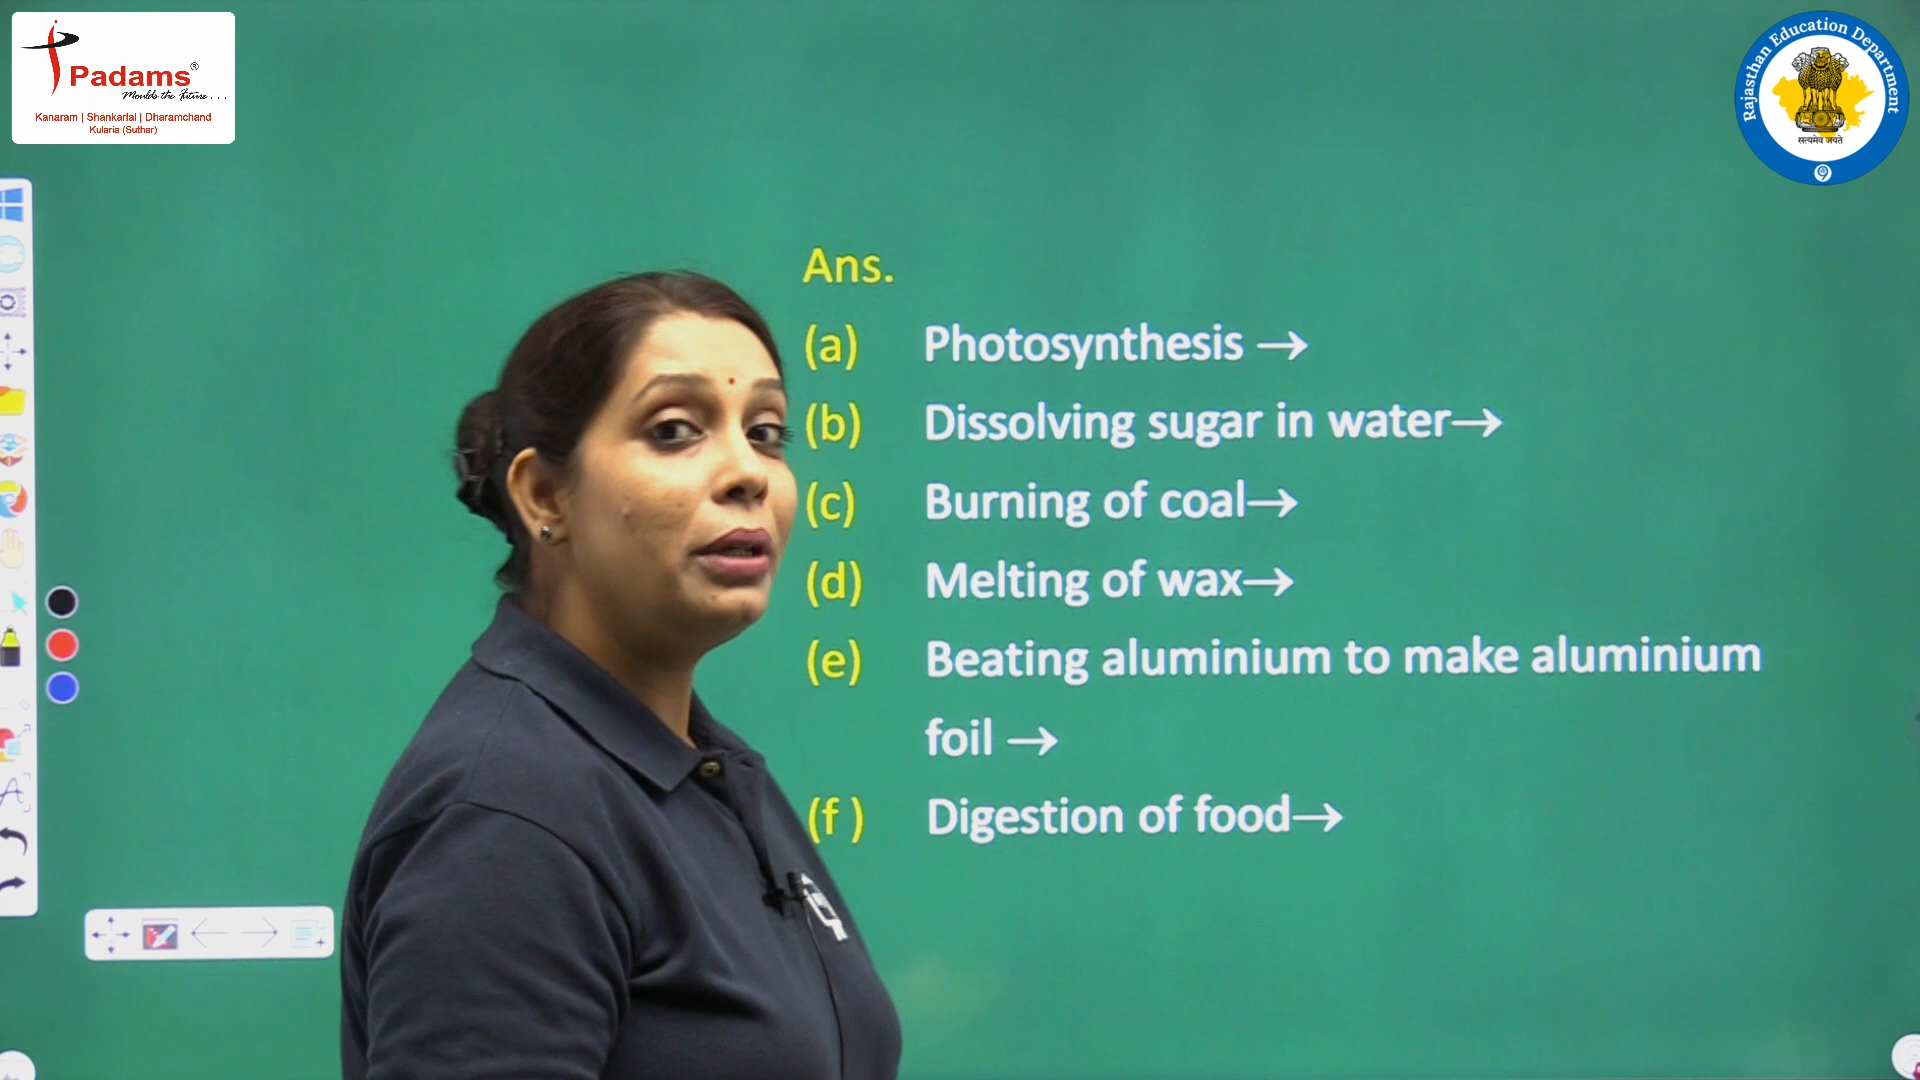 Padams®
Moulds the Future . . .
Kanaram | Shankarlal | Dharamchand
Kularia (Suthar)
Rajasthan Education Department
सत्यमेव जयते
Ans.
(a) Photosynthesis →
(b) Dissolving sugar in water→
(c) Burning of coal→
(d) Melting of wax→
(e) Beating aluminium to make aluminium
foil →
(f ) Digestion of food→